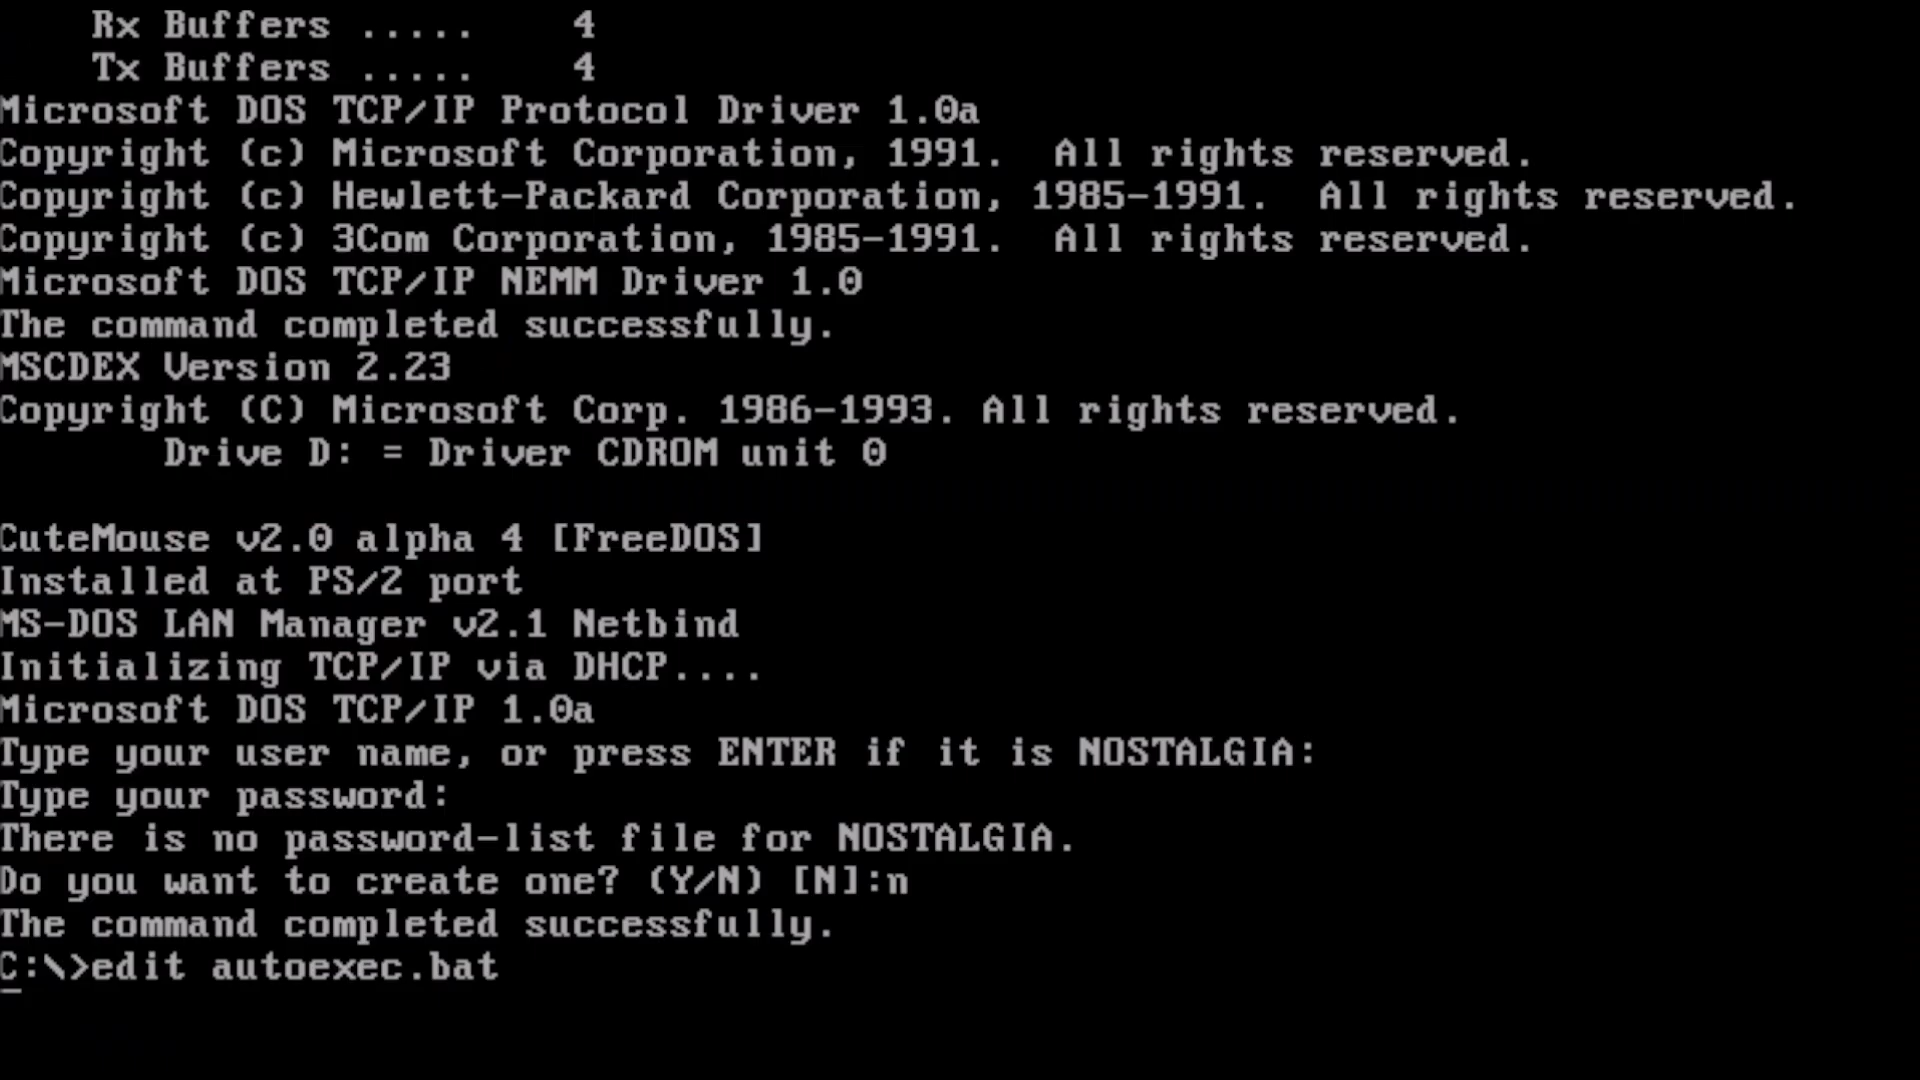 Rx Buffers .....    4
Tx Buffers .....    4
Microsoft DOS TCP/IP Protocol Driver 1.0a
Copyright (c) Microsoft Corporation, 1991.  All rights reserved.
Copyright (c) Hewlett-Packard Corporation, 1985-1991.  All rights reserved.
Copyright (c) 3Com Corporation, 1985-1991.  All rights reserved.
Microsoft DOS TCP/IP NEMM Driver 1.0
The command completed successfully.
MSCDEX Version 2.23
Copyright (C) Microsoft Corp. 1986-1993. All rights reserved.
Drive D: = Driver CDROM unit 0
CuteMouse v2.0 alpha 4 [FreeDOS]
Installed at PS/2 port
MS-DOS LAN Manager v2.1 Netbind
Initializing TCP/IP via DHCP....
Microsoft DOS TCP/IP 1.0a
Type your user name, or press ENTER if it is NOSTALGIA:
Type your password:
There is no password-list file for NOSTALGIA.
Do you want to create one? (Y/N) [N]:n
The command completed successfully.
C:\>edit autoexec.bat
_